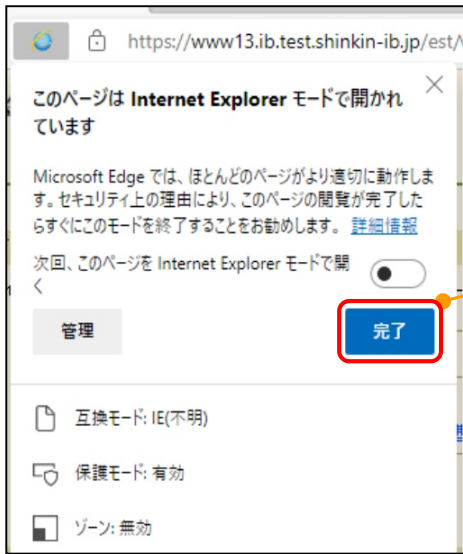 https://www13.ib.test.shinkin-ib.jp/est/
このページは Internet Explorer モードで開かれ
ています
Microsoft Edge では、ほとんどのページがより適切に動作しま
す。セキュリティ上の理由により、このページの閲覧が完了した
らすぐにこのモードを終了することをお勧めします。 詳細情報
次回、このページを Internet Explorer モードで開
く
管理
完了
互換モード: IE(不明)
保護モード: 有効
ゾーン: 無効